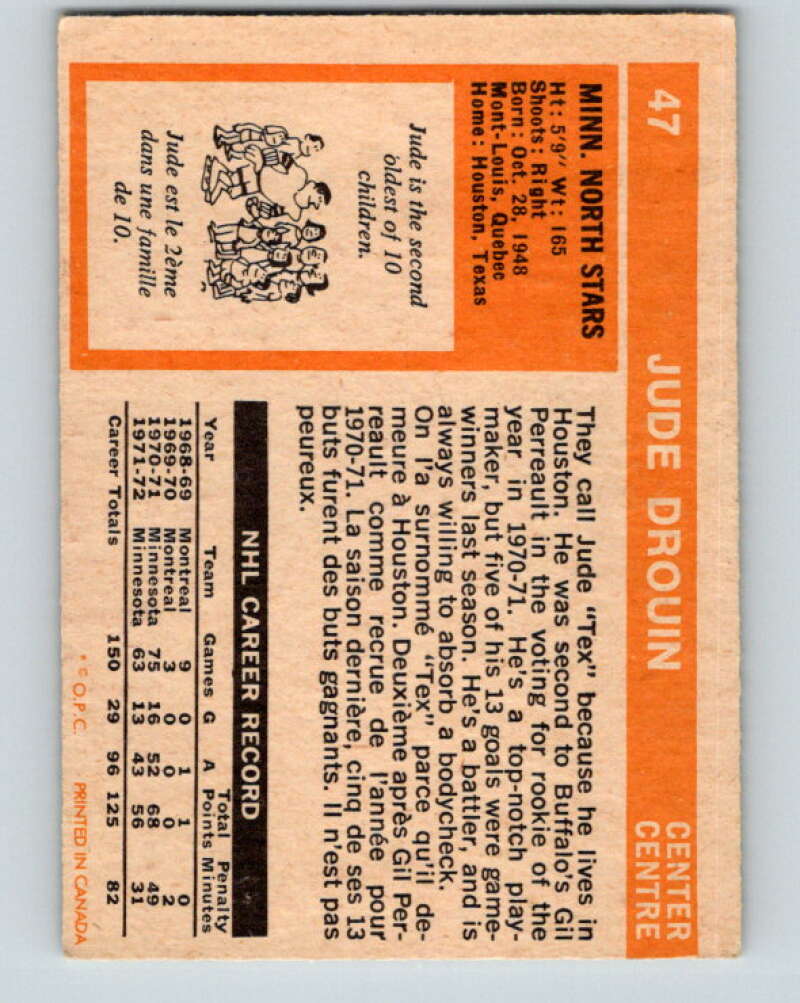 47 JUDE DROUIN CENTER
CENTRE
MINN. NORTH STARS
Ht: 5'9" Wt: 165
Shoots: Right
Born: Oct. 28, 1948
Mont-Louis, Quebec
Home: Houston, Texas
Jude is the second
oldest of 10
children.
Jude est le 2ème
dans une famille
de 10.
They call Jude "Tex" because he lives in
Houston. He was second to Buffalo's Gil
Perreault in the voting for rookie of the
year in 1970-71. He's a top-notch play-
maker, but five of his 13 goals were game-
winners last season. He's a battler, and is
always willing to absorb a bodycheck.
On l'a surnommé "Tex" parce qu'il de-
meure à Houston. Deuxième après Gil Per-
reault comme recrue de l'année pour
1970-71. La saison dernière, cinq de ses 13
buts furent des buts gagnants. Il n'est pas
peureux.
NHL CAREER RECORD
Total Penalty
Year Team Games G A Points Minutes
1968-69 Montreal 9 0 1 1 0
1969-70 Montreal 3 0 0 0 2
1970-71 Minnesota 75 16 52 68 49
1971-72 Minnesota 63 13 43 56 31
Career Totals 150 29 96 125 82
* © O.P.C. PRINTED IN CANADA